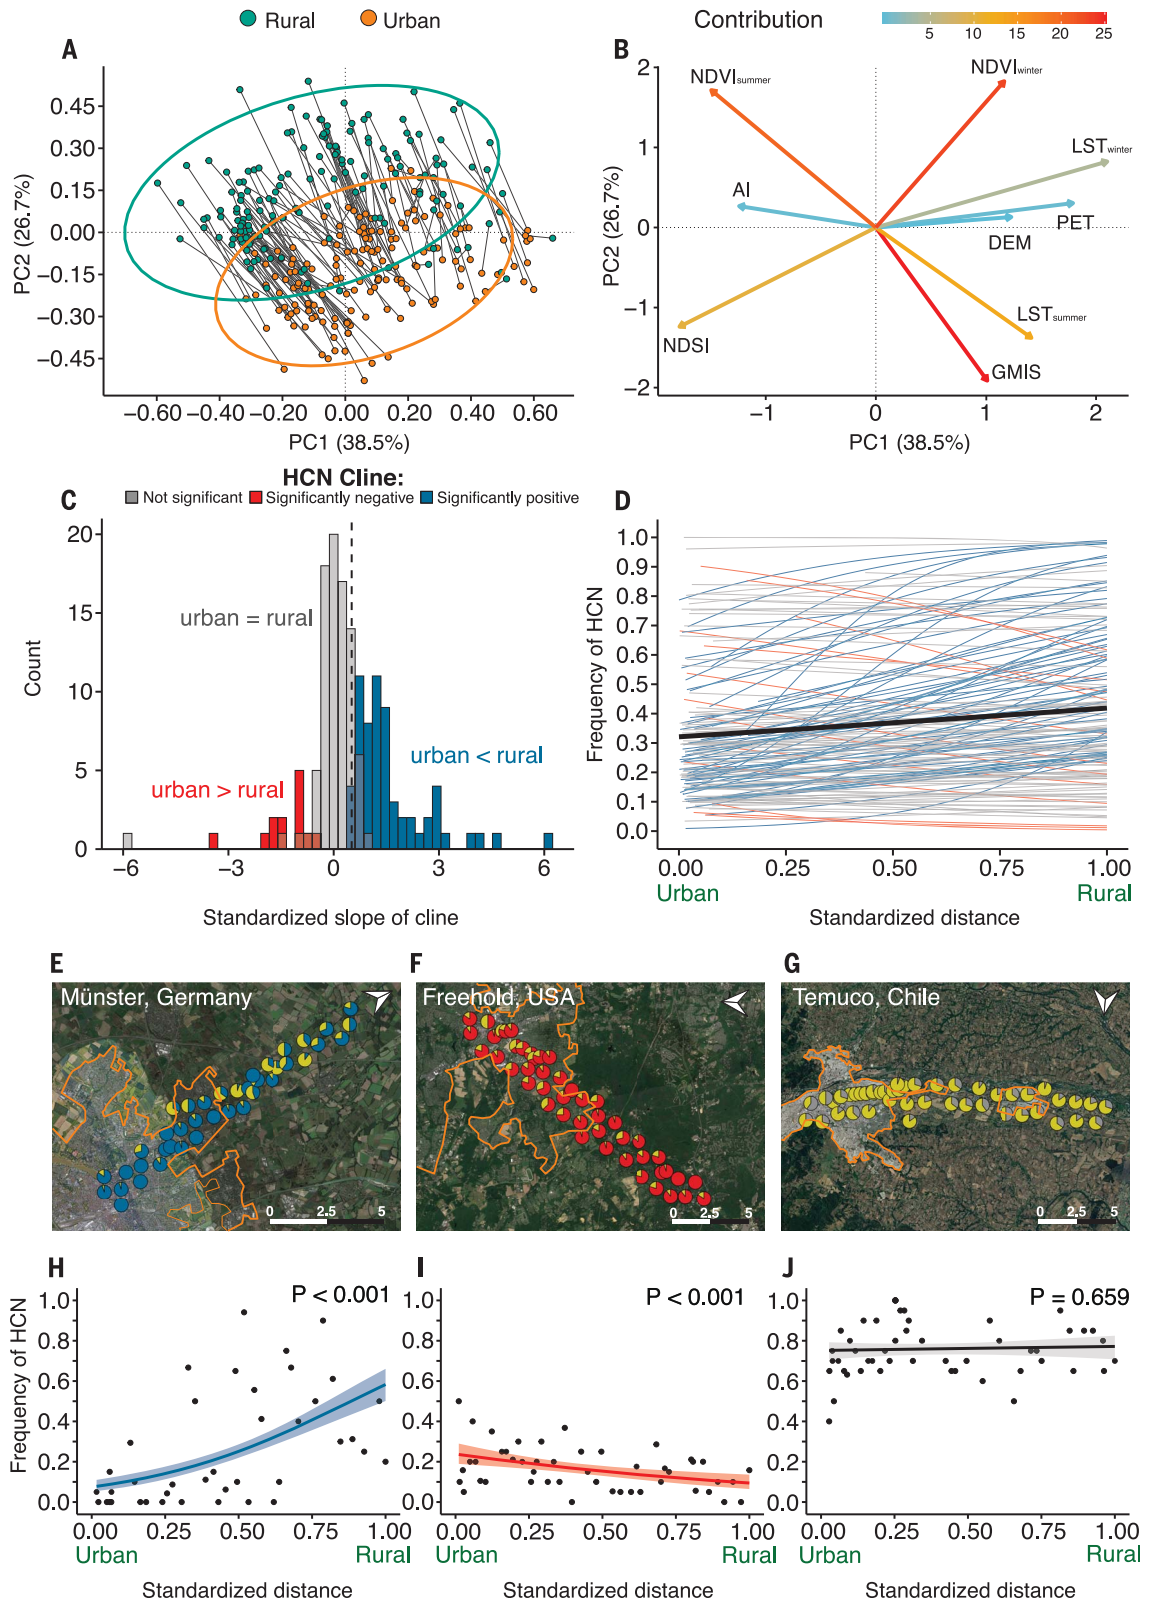 Rural Urban
A
PC2 (26.7%)
0.45
0.30
0.15
0.00
−0.15
−0.30
−0.45
−0.60 −0.40 −0.20 0.00 0.20 0.40 0.60
PC1 (38.5%)
Contribution
5 10 15 20 25
B
PC2 (26.7%)
2
1
0
−1
−2
NDVIsummer
NDVIwinter
LSTwinter
AI
PET
DEM
LSTsummer
NDSI
GMIS
−1 0 1 2
PC1 (38.5%)
HCN Cline:
Not significant Significantly negative Significantly positive
C
Count
20
15
10
5
0
urban = rural
urban < rural
urban > rural
−6 −3 0 3 6
Standardized slope of cline
D
Frequency of HCN
1.0
0.9
0.8
0.7
0.6
0.5
0.4
0.3
0.2
0.1
0.0
0.00 0.25 0.50 0.75 1.00
Urban Rural
Standardized distance
E
Münster, Germany
0 2.5 5
F
Freehold, USA
0 2.5 5
G
Temuco, Chile
0 2.5 5
H
P < 0.001
Frequency of HCN
1.0
0.8
0.6
0.4
0.2
0.0
0.00 0.25 0.50 0.75 1.00
Urban Rural
Standardized distance
I
P < 0.001
1.0
0.8
0.6
0.4
0.2
0.0
0.00 0.25 0.50 0.75 1.00
Urban Rural
Standardized distance
J
P = 0.659
1.0
0.8
0.6
0.4
0.2
0.0
0.00 0.25 0.50 0.75 1.00
Urban Rural
Standardized distance